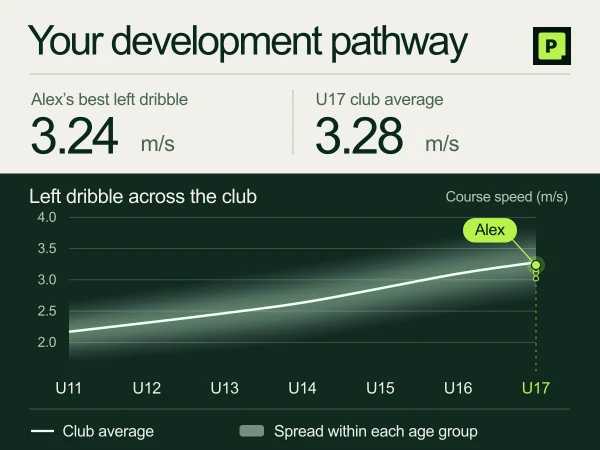 Your development pathway
P
Alex's best left dribble
3.24 m/s
U17 club average
3.28 m/s
Left dribble across the club
Course speed (m/s)
4.0
3.5
3.0
2.5
2.0
Alex
U11 U12 U13 U14 U15 U16 U17
Club average
Spread within each age group